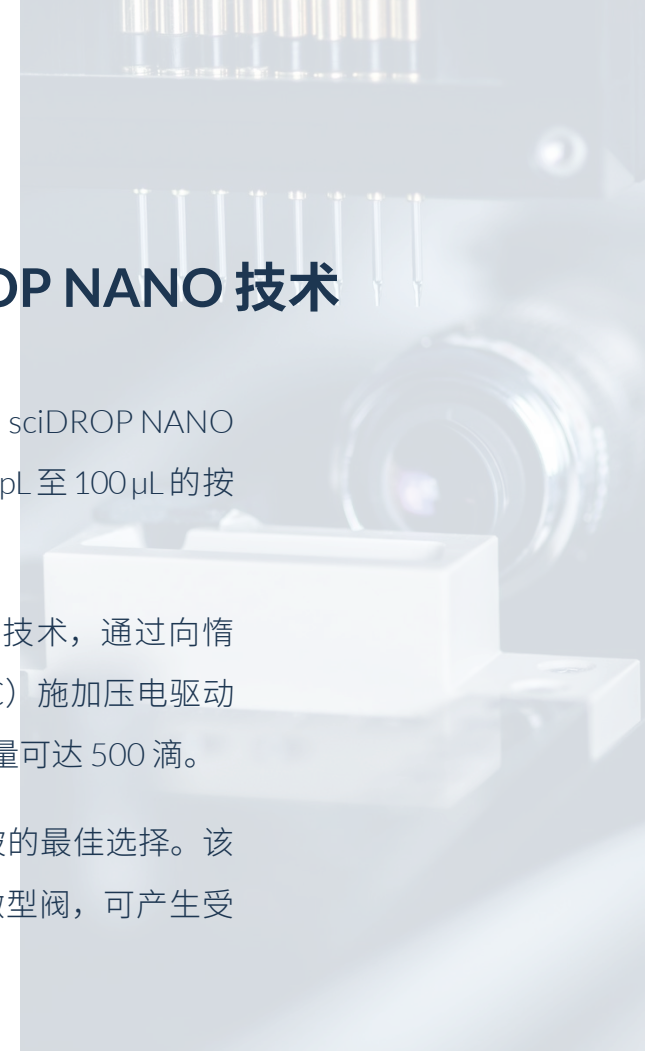 OP NANO 技术
sciDROP NANO
pL 至 100 µL 的按
技术，通过向惰
）施加压电驱动
量可达 500 滴。
的最佳选择。该
型阀，可产生受